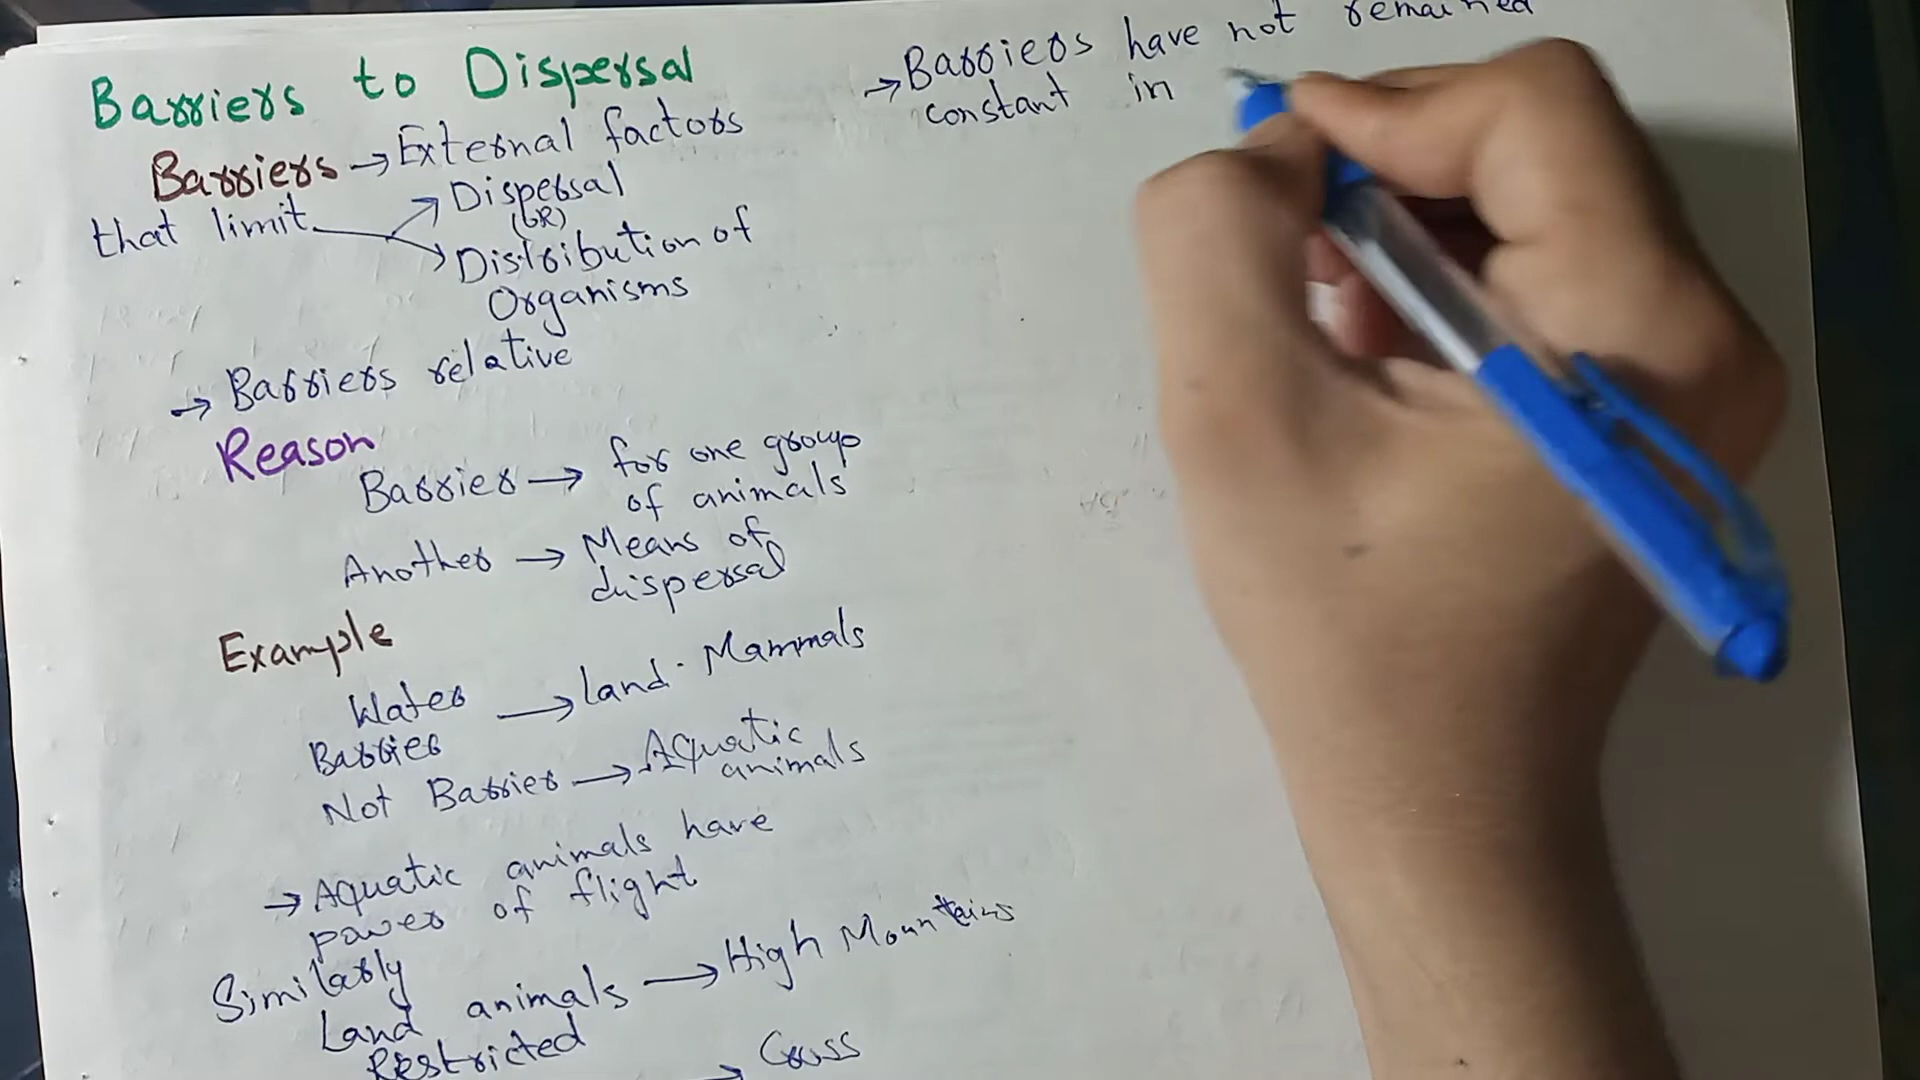 Barriers to Dispersal
Barriers → External factors
that limit → Dispersal
(OR)
Distribution of
Organisms
→ Barriers relative
Reason
Barrier → for one group
of animals
Another → Means of
dispersal
Example
Water → Land Mammals
Barrier
Not Barrier → Aquatic
animals
→ Aquatic animals have
power of flight
Similarly
Land animals → High Mountains
Restricted
→ Cross
→ Barriers have not remained
constant in